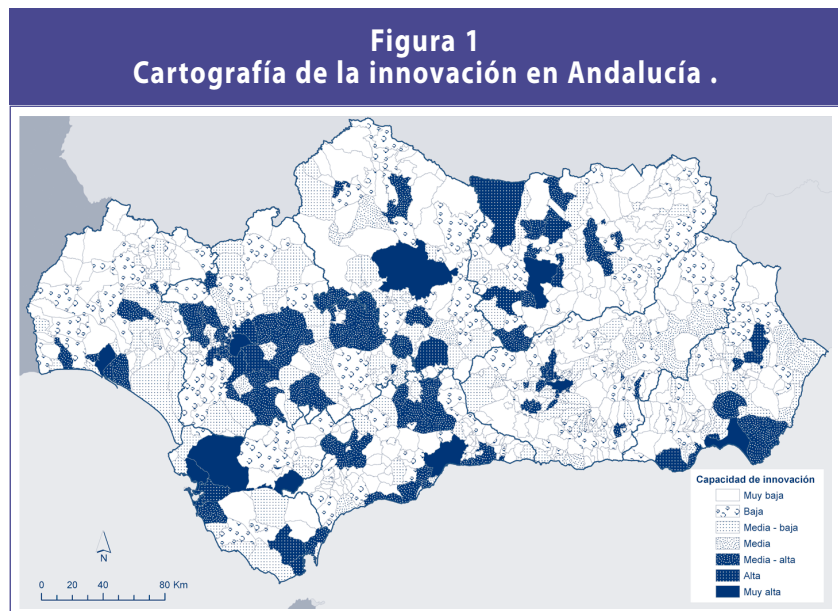 Figura 1
Cartografía de la innovación en Andalucía .
Capacidad de innovación
Muy baja
Baja
Media - baja
Media
Media - alta
Alta
Muy alta
N
0 20 40 80 Km